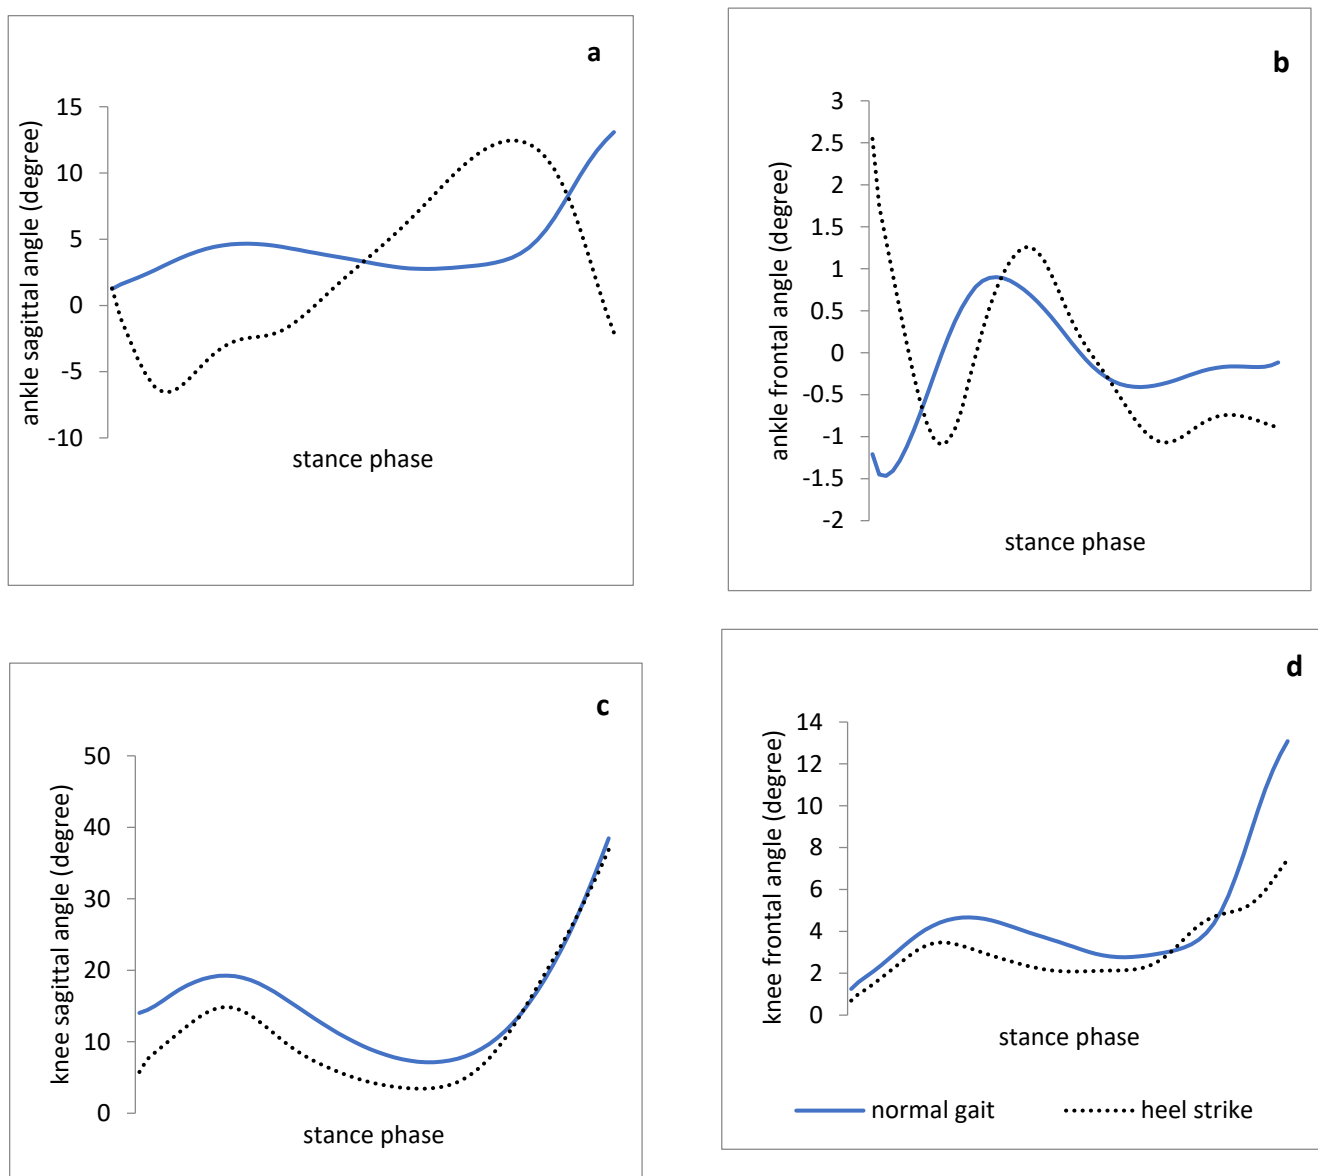 a
15
10
5
0
-5
-10
ankle sagittal angle (degree)
stance phase
b
3
2.5
2
1.5
1
0.5
0
-0.5
-1
-1.5
-2
ankle frontal angle (degree)
stance phase
c
50
40
30
20
10
0
knee sagittal angle (degree)
stance phase
d
14
12
10
8
6
4
2
0
knee frontal angle (degree)
stance phase
normal gait
heel strike